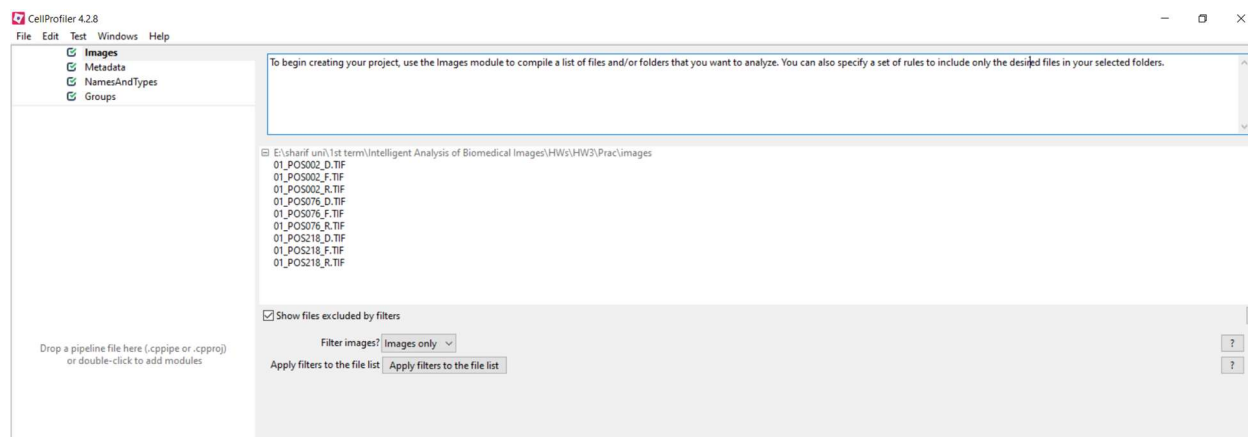 CellProfiler 4.2.8
File Edit Test Windows Help
Images
Metadata
NamesAndTypes
Groups
To begin creating your project, use the Images module to compile a list of files and/or folders that you want to analyze. You can also specify a set of rules to include only the desired files in your selected folders.
E:\sharif uni\1st term\Intelligent Analysis of Biomedical Images\HWs\HW3\Prac\images
01_POS002_D.TIF
01_POS002_F.TIF
01_POS002_R.TIF
01_POS076_D.TIF
01_POS076_F.TIF
01_POS076_R.TIF
01_POS218_D.TIF
01_POS218_F.TIF
01_POS218_R.TIF
Drop a pipeline file here (.cppipe or .cpproj)
or double-click to add modules
Show files excluded by filters
Filter images? Images only ?
Apply filters to the file list Apply filters to the file list ?